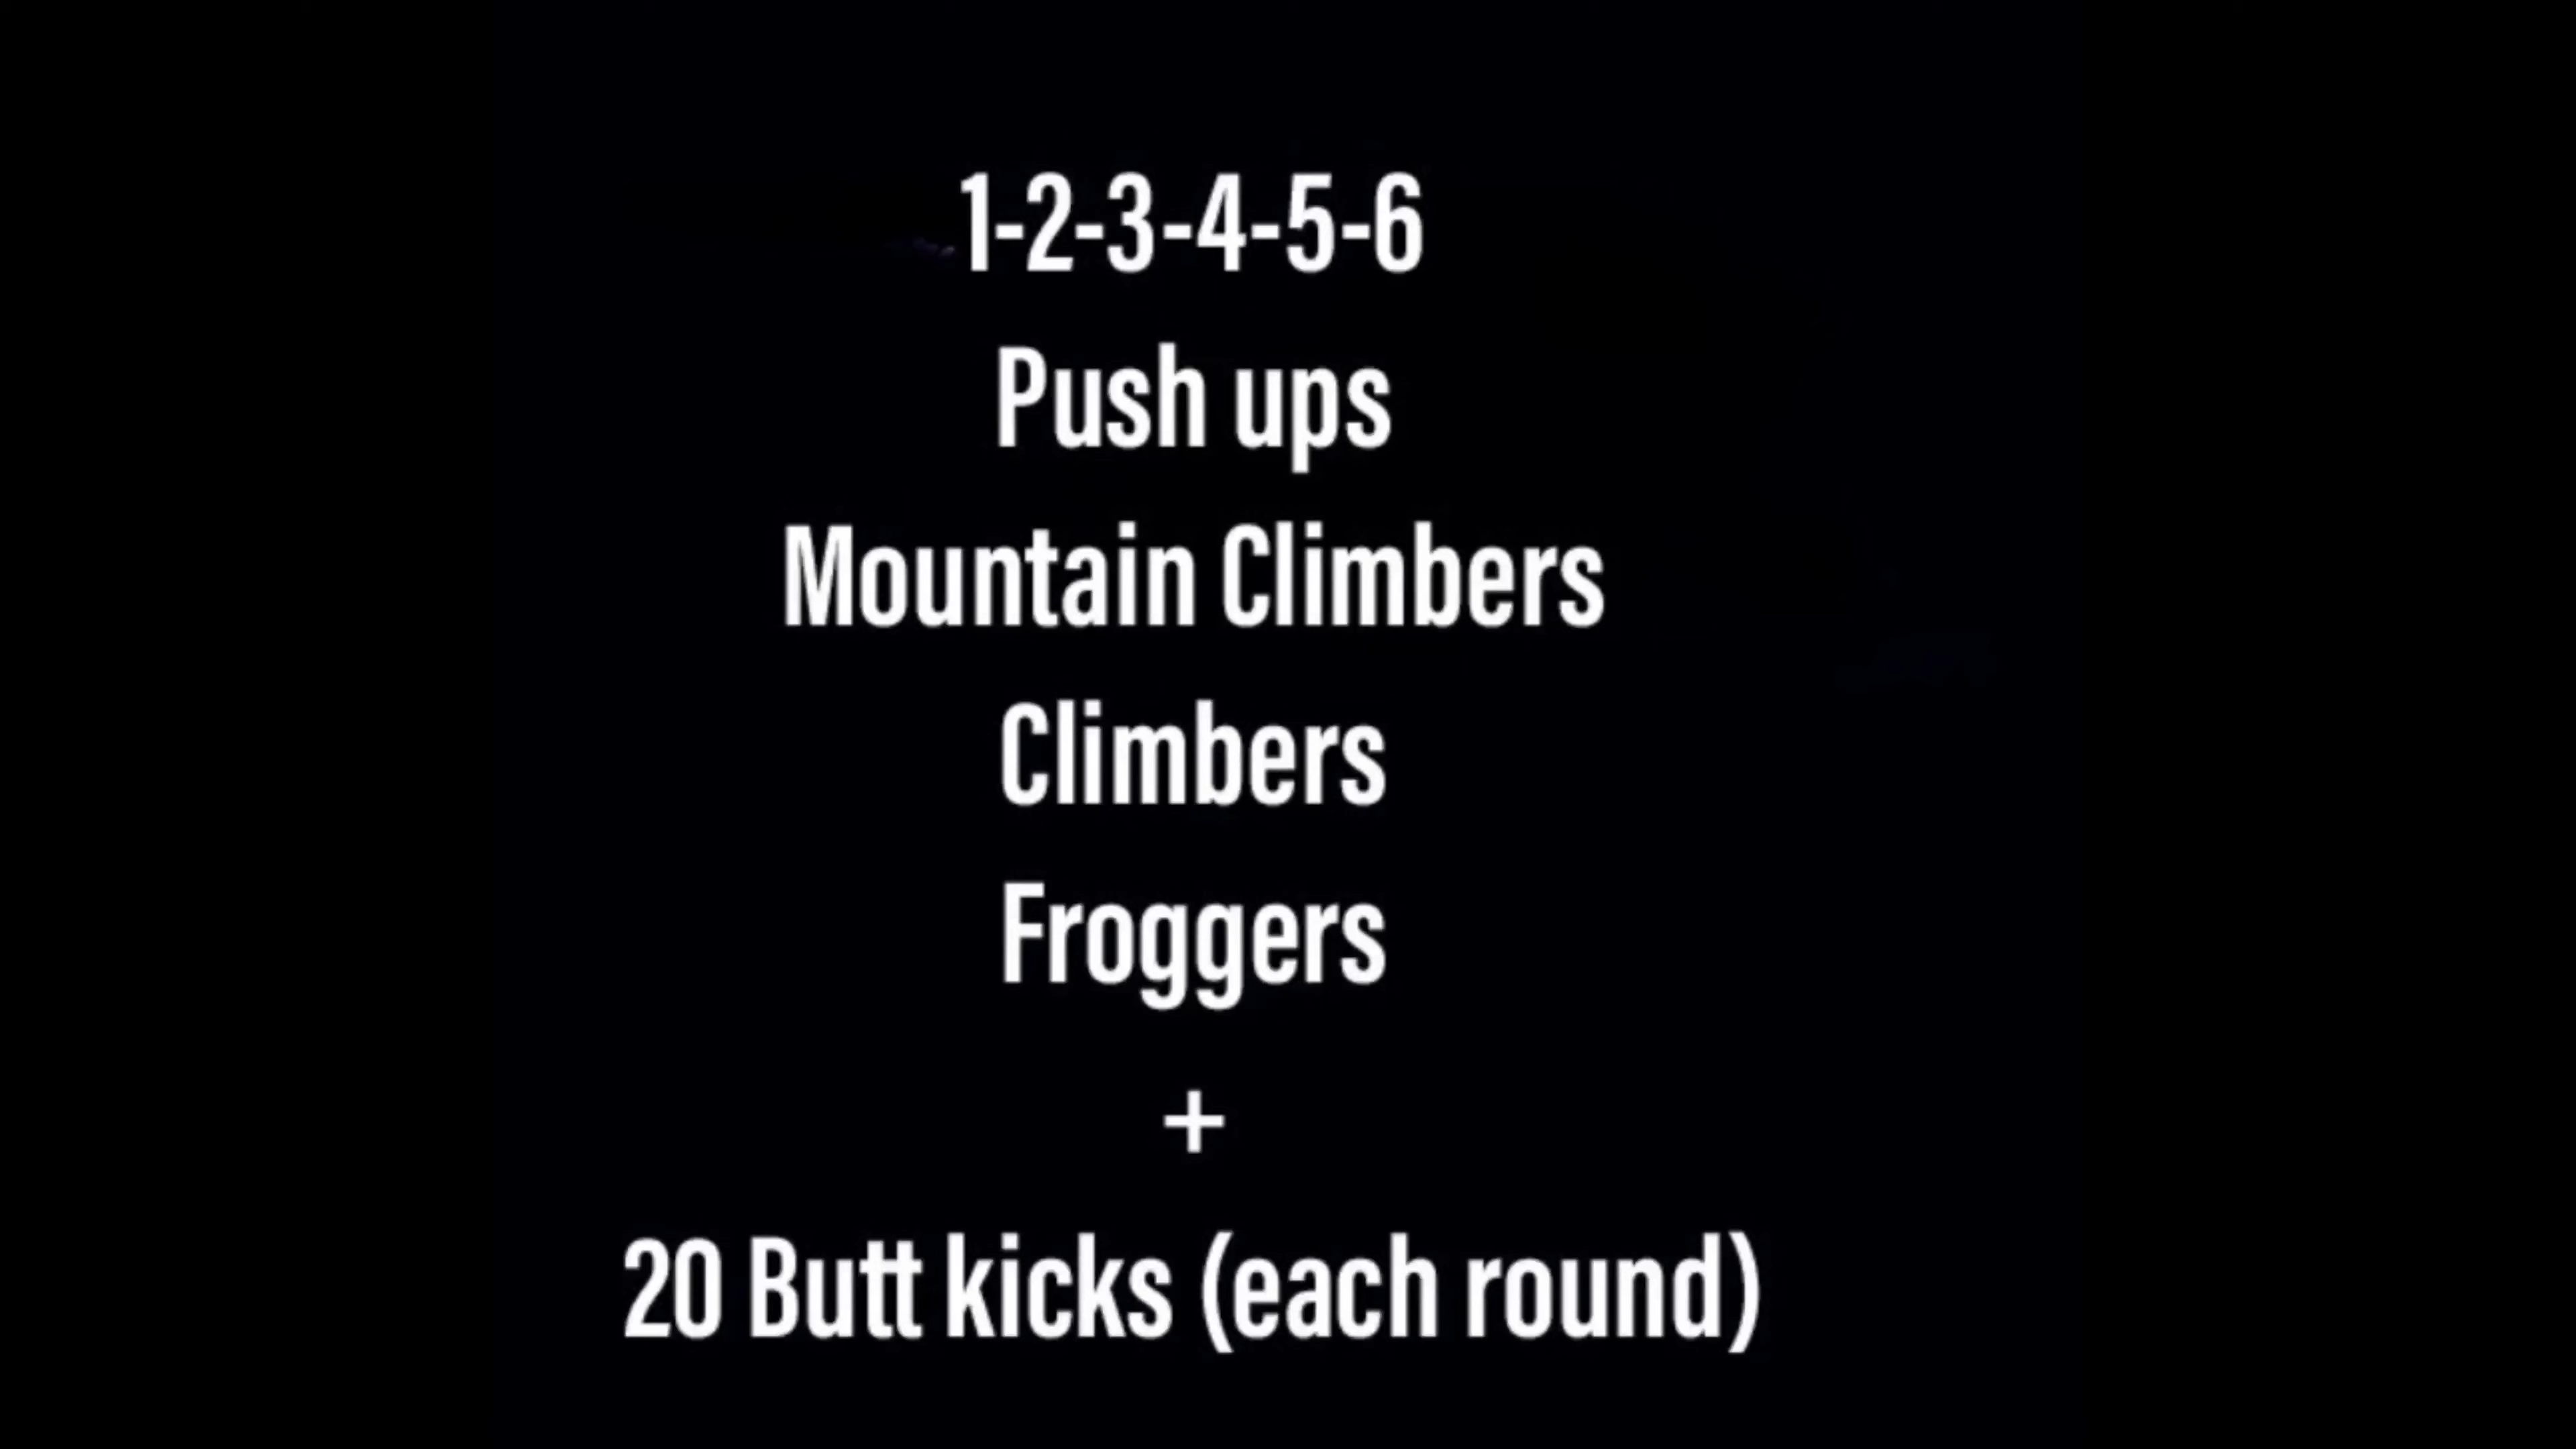 1-2-3-4-5-6
Push ups
Mountain Climbers
Climbers
Froggers
+
20 Butt kicks (each round)